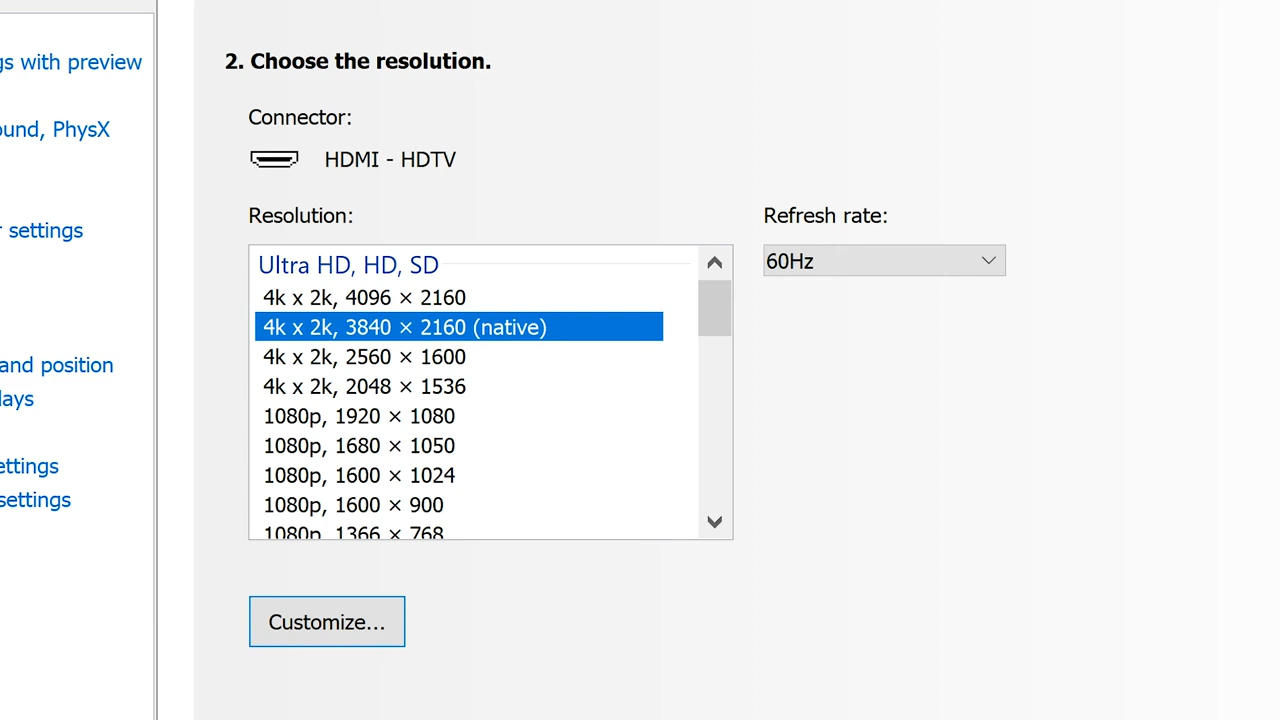 gs with preview
ound, PhysX
r settings
and position
lays
ettings
settings
2. Choose the resolution.
Connector:
HDMI - HDTV
Resolution:
Ultra HD, HD, SD
4k x 2k, 4096 × 2160
4k x 2k, 3840 × 2160 (native)
4k x 2k, 2560 × 1600
4k x 2k, 2048 × 1536
1080p, 1920 × 1080
1080p, 1680 × 1050
1080p, 1600 × 1024
1080p, 1600 × 900
1080p, 1366 × 768
Refresh rate:
60Hz
Customize...